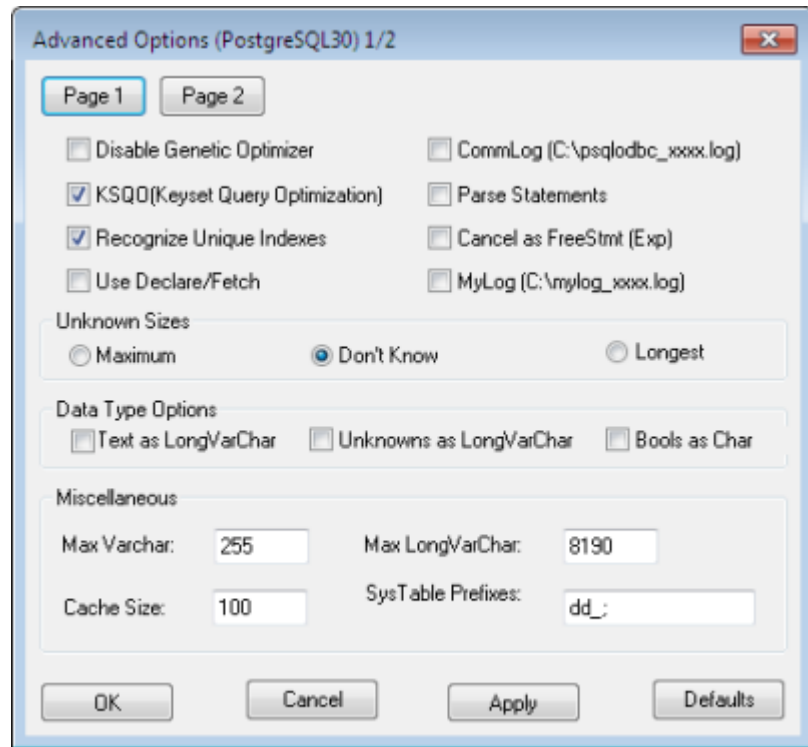 Advanced Options (PostgreSQL30) 1/2
Page 1 Page 2
Disable Genetic Optimizer CommLog (C:\psqlodbc_xxxx.log)
KSQO(Keyset Query Optimization) Parse Statements
Recognize Unique Indexes Cancel as FreeStmt (Exp)
Use Declare/Fetch MyLog (C:\mylog_xxxx.log)
Unknown Sizes
Maximum Don't Know Longest
Data Type Options
Text as LongVarChar Unknowns as LongVarChar Bools as Char
Miscellaneous
Max Varchar: 255 Max LongVarChar: 8190
Cache Size: 100 SysTable Prefixes: dd_;
OK Cancel Apply Defaults